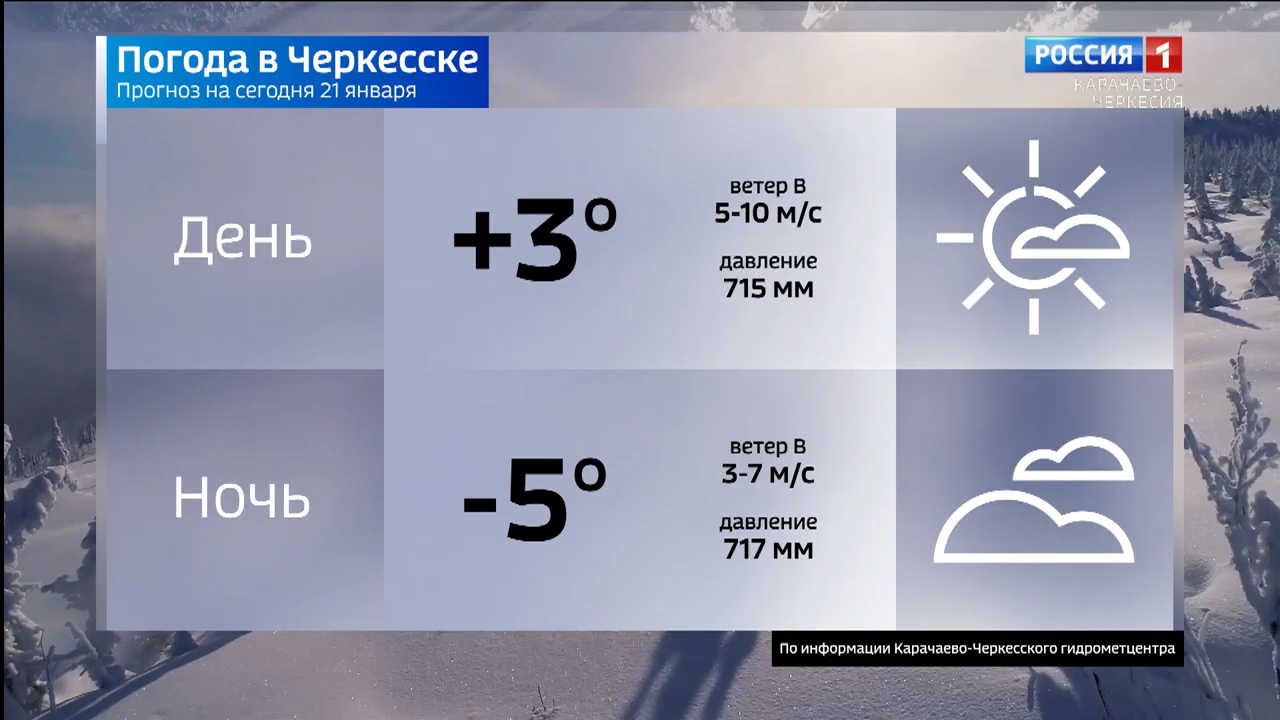 Погода в Черкесске
Прогноз на сегодня 21 января
РОССИЯ 1
КАРАЧАЕВО-
ЧЕРКЕСИЯ
День
+3°
ветер В
5-10 м/с
давление
715 мм
Ночь
-5°
ветер В
3-7 м/с
давление
717 мм
По информации Карачаево-Черкесского гидрометцентра